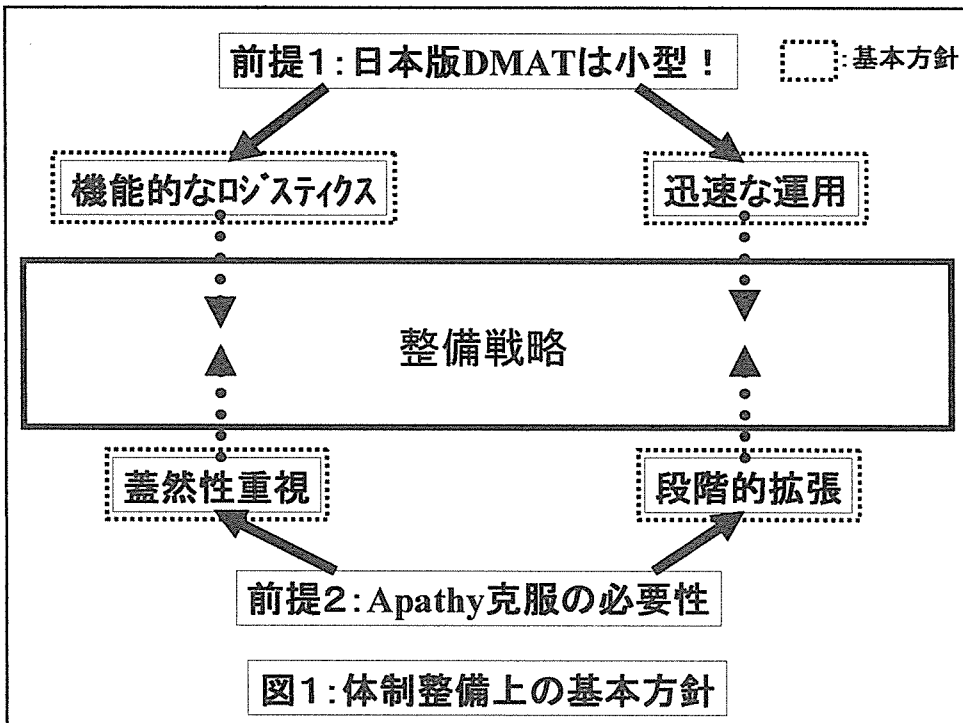 前提1：日本版DMATは小型！
：基本方針
機能的なロジスティクス
迅速な運用
整備戦略
蓋然性重視
段階的拡張
前提2：Apathy克服の必要性
図1：体制整備上の基本方針